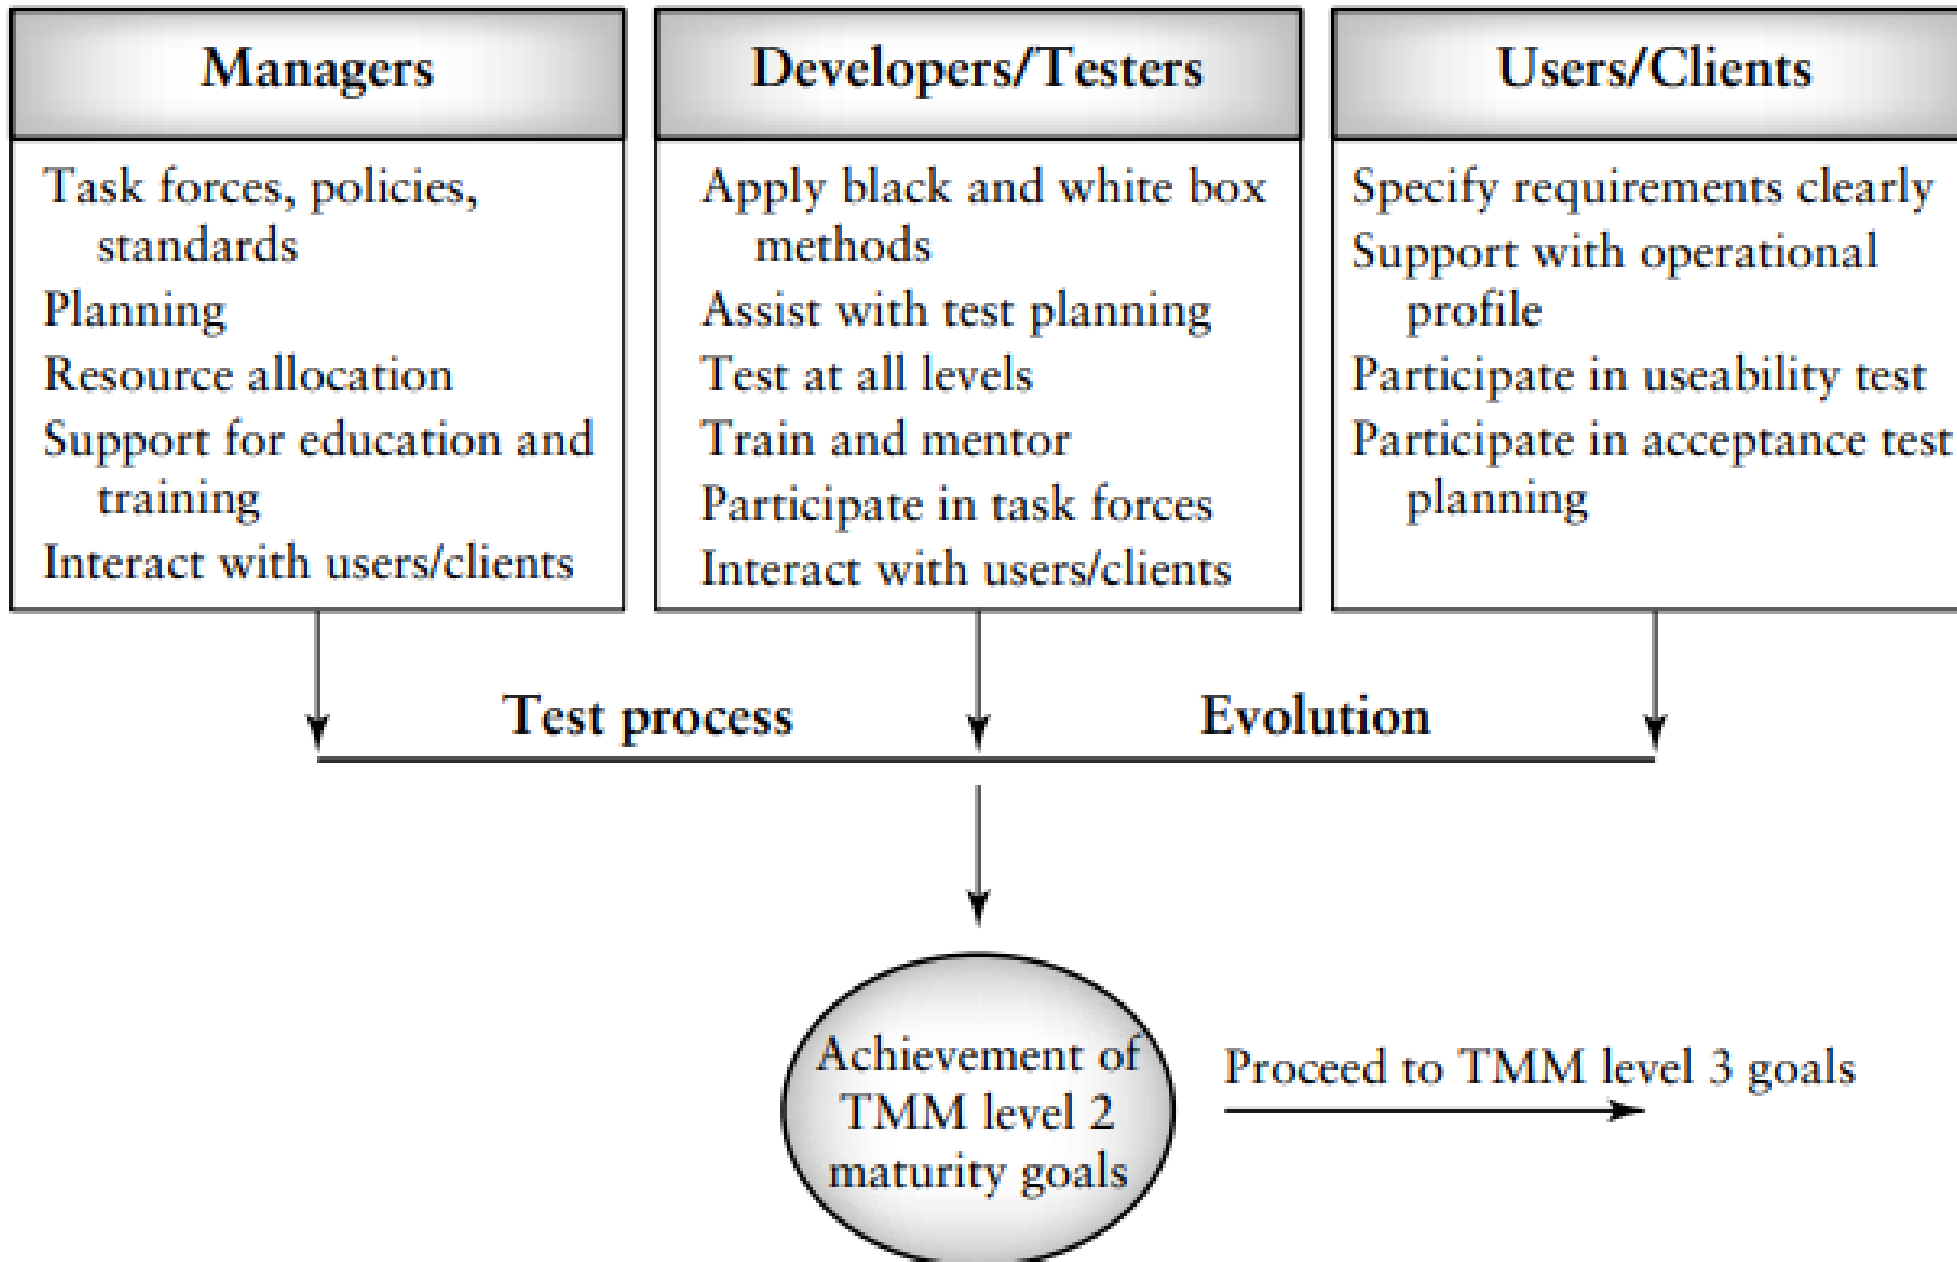 Managers
Task forces, policies,
standards
Planning
Resource allocation
Support for education and
training
Interact with users/clients
Developers/Testers
Apply black and white box
methods
Assist with test planning
Test at all levels
Train and mentor
Participate in task forces
Interact with users/clients
Users/Clients
Specify requirements clearly
Support with operational
profile
Participate in useability test
Participate in acceptance test
planning
Test process
Evolution
Achievement of
TMM level 2
maturity goals
Proceed to TMM level 3 goals